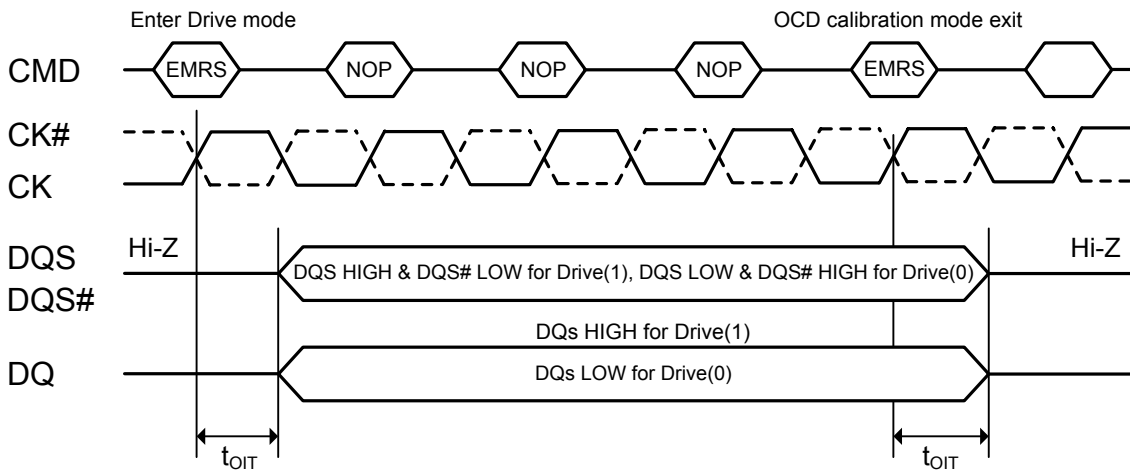 Enter Drive mode
OCD calibration mode exit
CMD
EMRS
NOP
NOP
NOP
EMRS
CK#
CK
Hi-Z
Hi-Z
DQS
DQS HIGH & DQS# LOW for Drive(1), DQS LOW & DQS# HIGH for Drive(0)
DQS#
DQs HIGH for Drive(1)
DQ
DQs LOW for Drive(0)
tOIT
tOIT